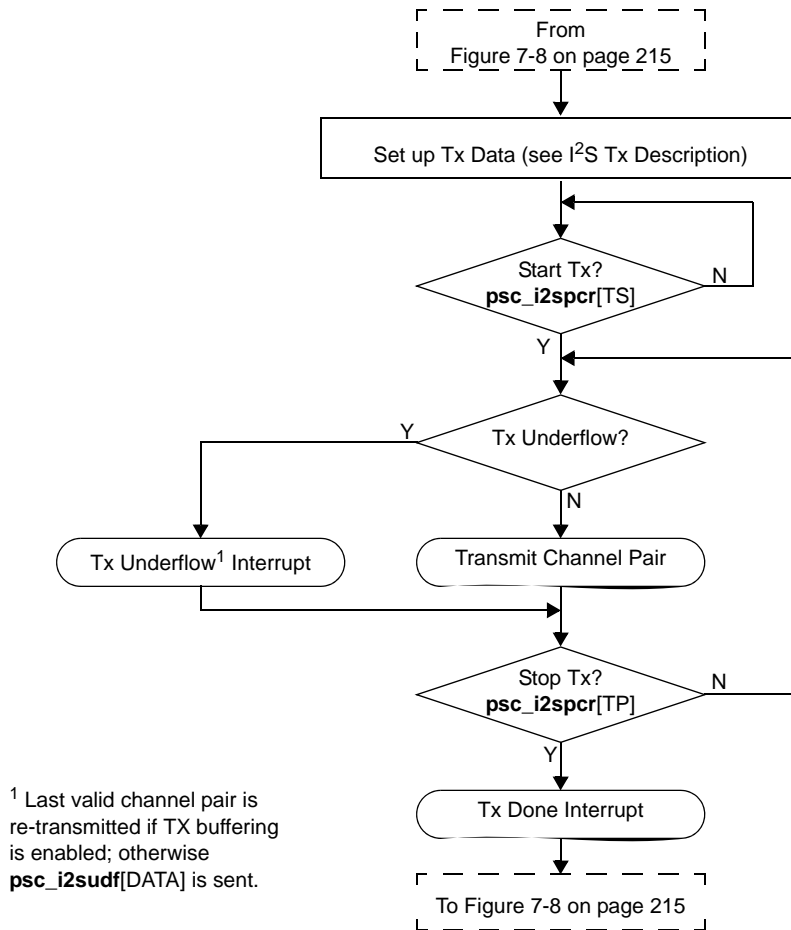 From
Figure 7-8 on page 215
Set up Tx Data (see I²S Tx Description)
Start Tx?
psc_i2spcr[TS]
N
Y
Y
Tx Underflow?
N
Tx Underflow¹ Interrupt
Transmit Channel Pair
Stop Tx?
psc_i2spcr[TP]
N
Y
¹ Last valid channel pair is
re-transmitted if TX buffering
is enabled; otherwise
psc_i2sudf[DATA] is sent.
Tx Done Interrupt
To Figure 7-8 on page 215